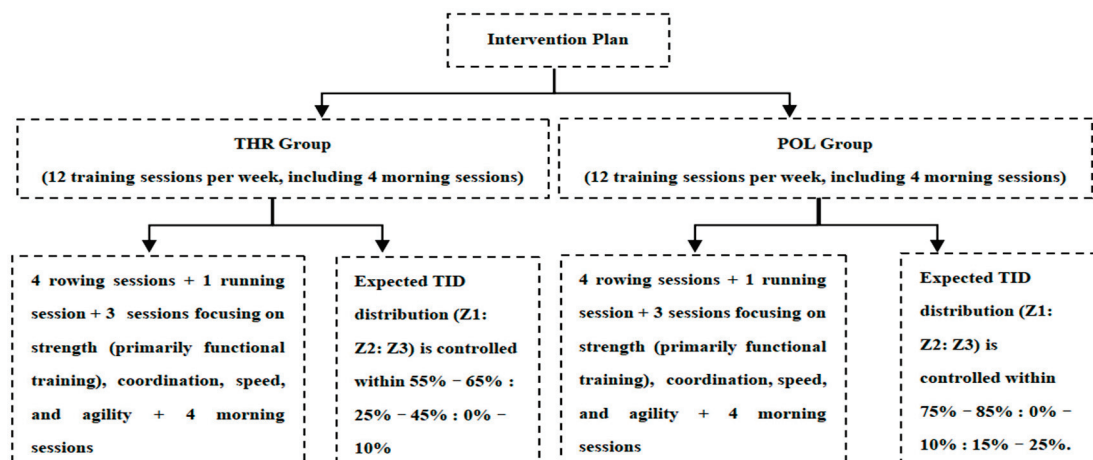 Intervention Plan
THR Group
(12 training sessions per week, including 4 morning sessions)
POL Group
(12 training sessions per week, including 4 morning sessions)
4 rowing sessions + 1 running
session + 3 sessions focusing on
strength (primarily functional
training), coordination, speed,
and agility + 4 morning
sessions
Expected TID
distribution (Z1:
Z2: Z3) is controlled
within 55% − 65% :
25% − 45% : 0% −
10%
4 rowing sessions + 1 running
session + 3 sessions focusing on
strength (primarily functional
training), coordination, speed,
and agility + 4 morning
sessions
Expected TID
distribution (Z1:
Z2: Z3) is
controlled within
75% − 85% : 0% −
10% : 15% − 25%.